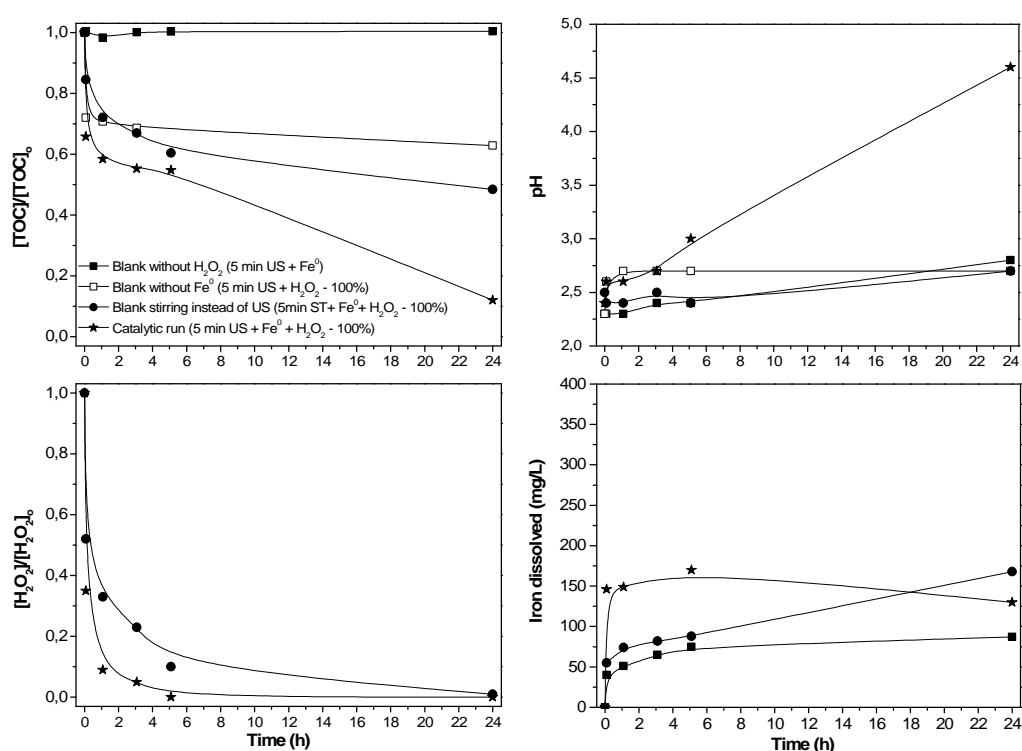 1,0
0,8
0,6
0,4
0,2
0,0
[TOC]/[TOC]₀
Blank without H₂O₂ (5 min US + Fe⁰)
Blank without Fe⁰ (5 min US + H₂O₂ - 100%)
Blank stirring instead of US (5min ST+ Fe⁰+ H₂O₂ - 100%)
Catalytic run (5 min US + Fe⁰ + H₂O₂ - 100%)
0 2 4 6 8 10 12 14 16 18 20 22 24
5,0
4,5
4,0
3,5
3,0
2,5
2,0
pH
0 2 4 6 8 10 12 14 16 18 20 22 24
1,0
0,8
0,6
0,4
0,2
0,0
[H₂O₂]/[H₂O₂]₀
0 2 4 6 8 10 12 14 16 18 20 22 24
Time (h)
400
350
300
250
200
150
100
50
0
Iron dissolved (mg/L)
0 2 4 6 8 10 12 14 16 18 20 22 24
Time (h)